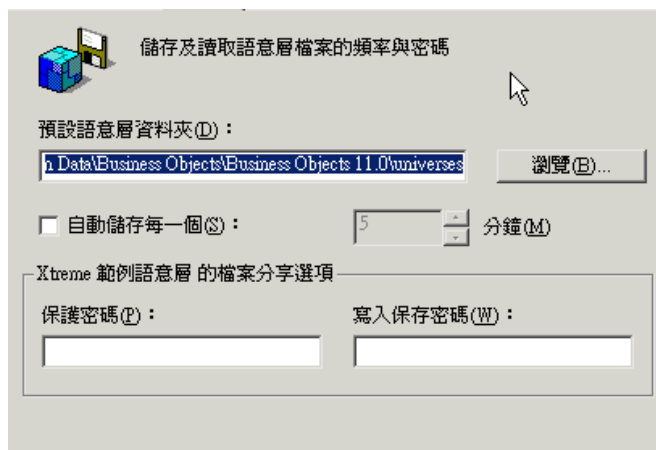 儲存及讀取語意層檔案的頻率與密碼
預設語意層資料夾(D)：
n Data\Business Objects\Business Objects 11.0\universes
瀏覽(B)...
自動儲存每一個(S)：
5
分鐘(M)
Xtreme 範例語意層 的檔案分享選項
保護密碼(P)：
寫入保存密碼(W)：